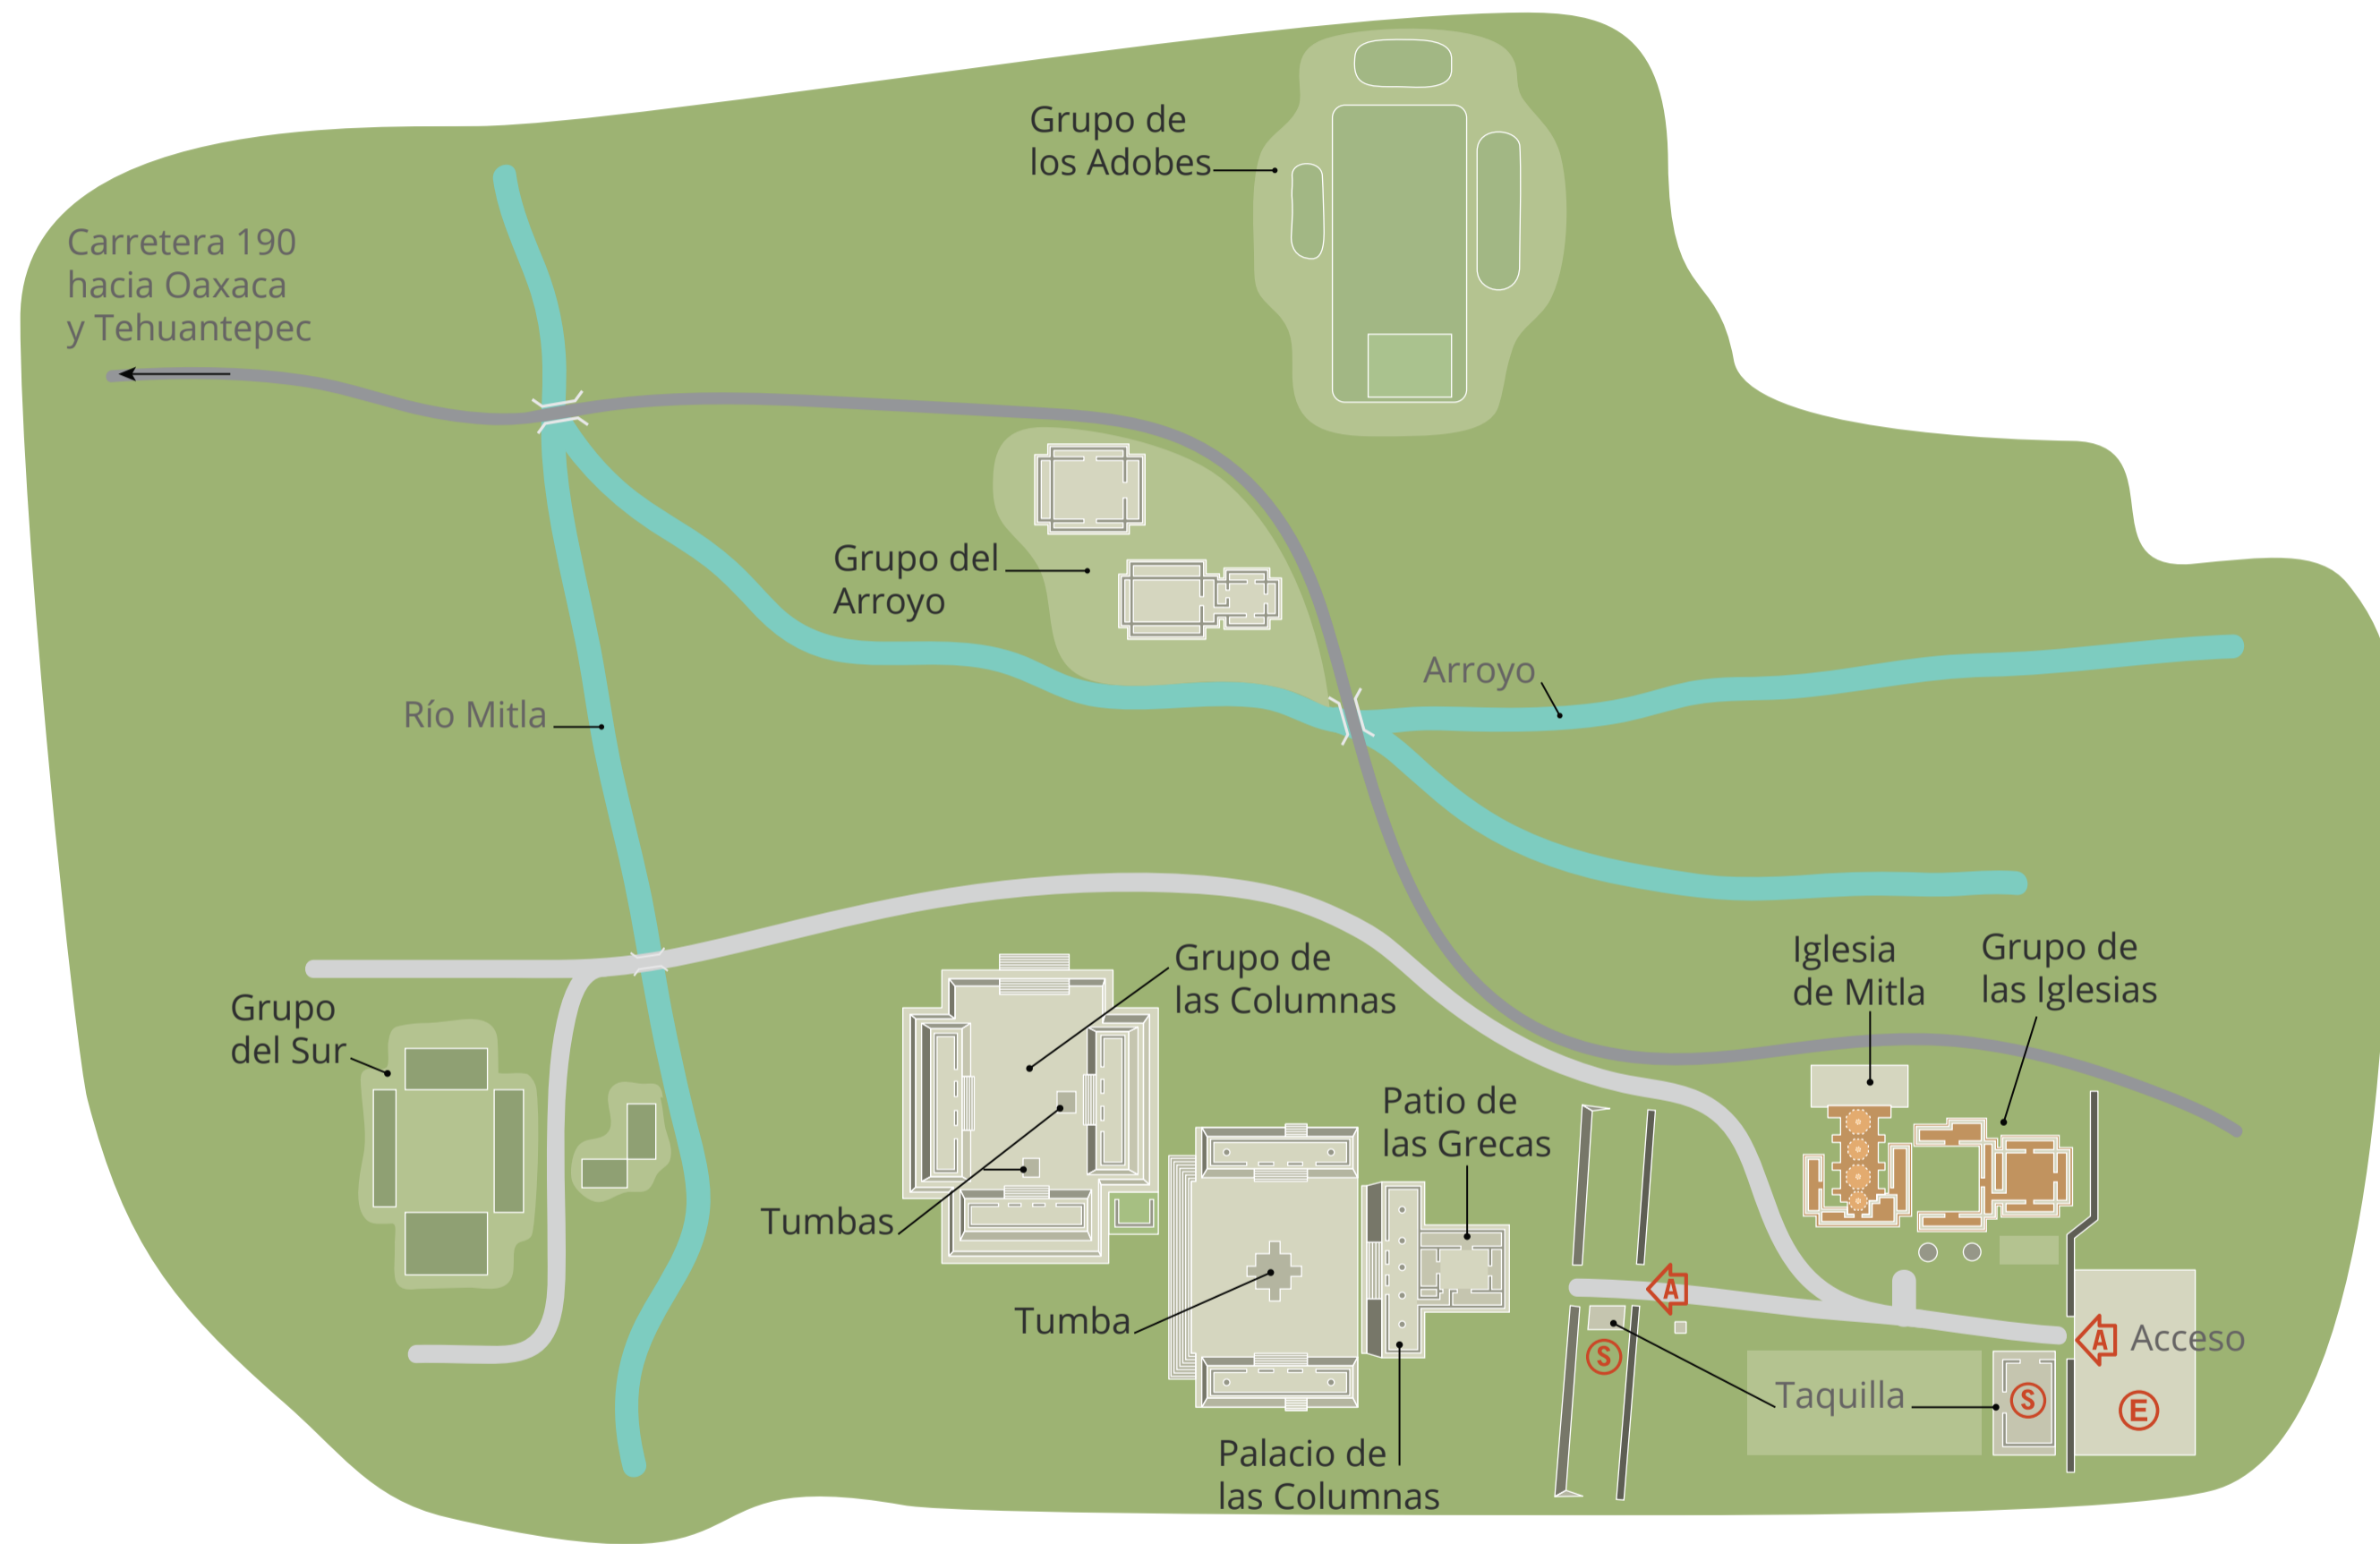 Grupo de
los Adobes
Carretera 190
hacia Oaxaca
y Tehuantepec
Grupo del
Arroyo
Arroyo
Río Mitla
Grupo de
las Columnas
Iglesia
de Mitla
Grupo de
las Iglesias
Grupo
del Sur
Patio de
las Grecas
Tumbas
Tumba
A
A
Acceso
S
Taquilla
S
E
Palacio de
las Columnas